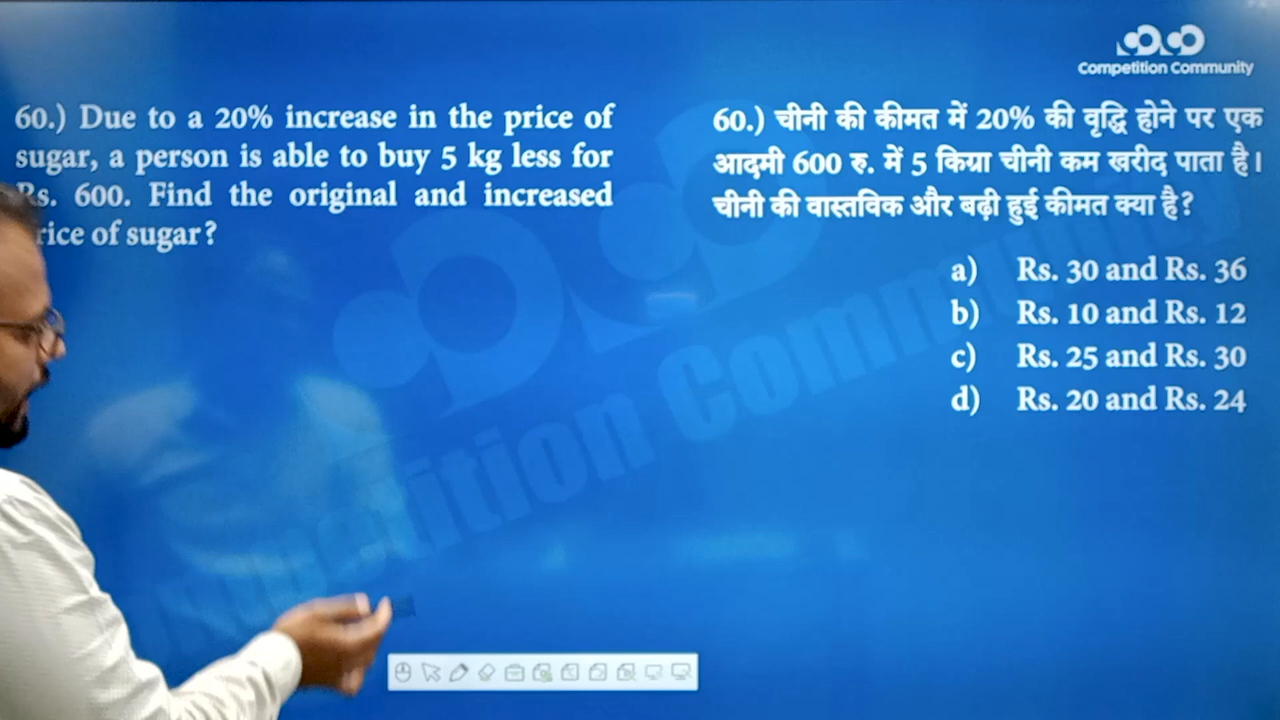 Competition Community
60.) Due to a 20% increase in the price of
sugar, a person is able to buy 5 kg less for
Rs. 600. Find the original and increased
rice of sugar?
60.) चीनी की कीमत में 20% की वृद्धि होने पर एक
आदमी 600 रु. में 5 किग्रा चीनी कम खरीद पाता है।
चीनी की वास्तविक और बढ़ी हुई कीमत क्या है?
a) Rs. 30 and Rs. 36
b) Rs. 10 and Rs. 12
c) Rs. 25 and Rs. 30
d) Rs. 20 and Rs. 24
Competition Community